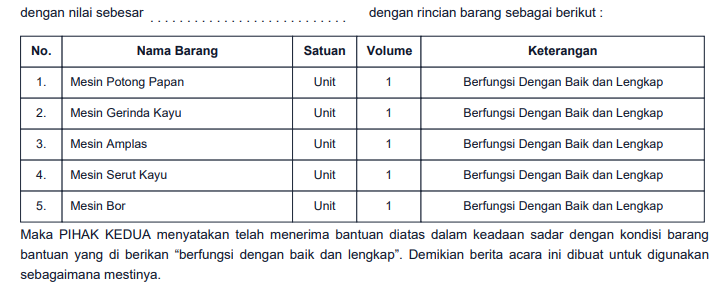 dengan nilai sebesar ........................... dengan rincian barang sebagai berikut :
No. Nama Barang Satuan Volume Keterangan
1. Mesin Potong Papan Unit 1 Berfungsi Dengan Baik dan Lengkap
2. Mesin Gerinda Kayu Unit 1 Berfungsi Dengan Baik dan Lengkap
3. Mesin Amplas Unit 1 Berfungsi Dengan Baik dan Lengkap
4. Mesin Serut Kayu Unit 1 Berfungsi Dengan Baik dan Lengkap
5. Mesin Bor Unit 1 Berfungsi Dengan Baik dan Lengkap
Maka PIHAK KEDUA menyatakan telah menerima bantuan diatas dalam keadaan sadar dengan kondisi barang
bantuan yang di berikan “berfungsi dengan baik dan lengkap”. Demikian berita acara ini dibuat untuk digunakan
sebagaimana mestinya.